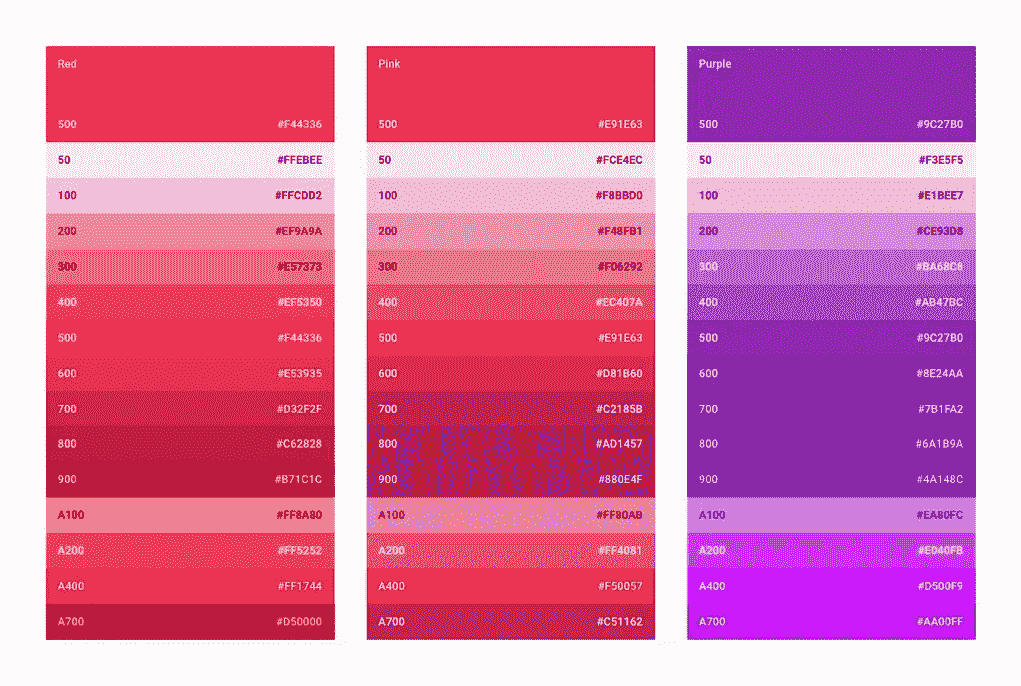 Red
500 #F44336
50 #FFEBEE
100 #FFCDD2
200 #EF9A9A
300 #E57373
400 #EF5350
500 #F44336
600 #E53935
700 #D32F2F
800 #C62828
900 #B71C1C
A100 #FF8A80
A200 #FF5252
A400 #FF1744
A700 #D50000
Pink
500 #E91E63
50 #FCE4EC
100 #F8BBD0
200 #F48FB1
300 #F06292
400 #EC407A
500 #E91E63
600 #D81B60
700 #C2185B
800 #AD1457
900 #880E4F
A100 #FF80AB
A200 #FF4081
A400 #F50057
A700 #C51162
Purple
500 #9C27B0
50 #F3E5F5
100 #E1BEE7
200 #CE93D8
300 #BA68C8
400 #AB47BC
500 #9C27B0
600 #8E24AA
700 #7B1FA2
800 #6A1B9A
900 #4A148C
A100 #EA80FC
A200 #E040FB
A400 #D500F9
A700 #AA00FF